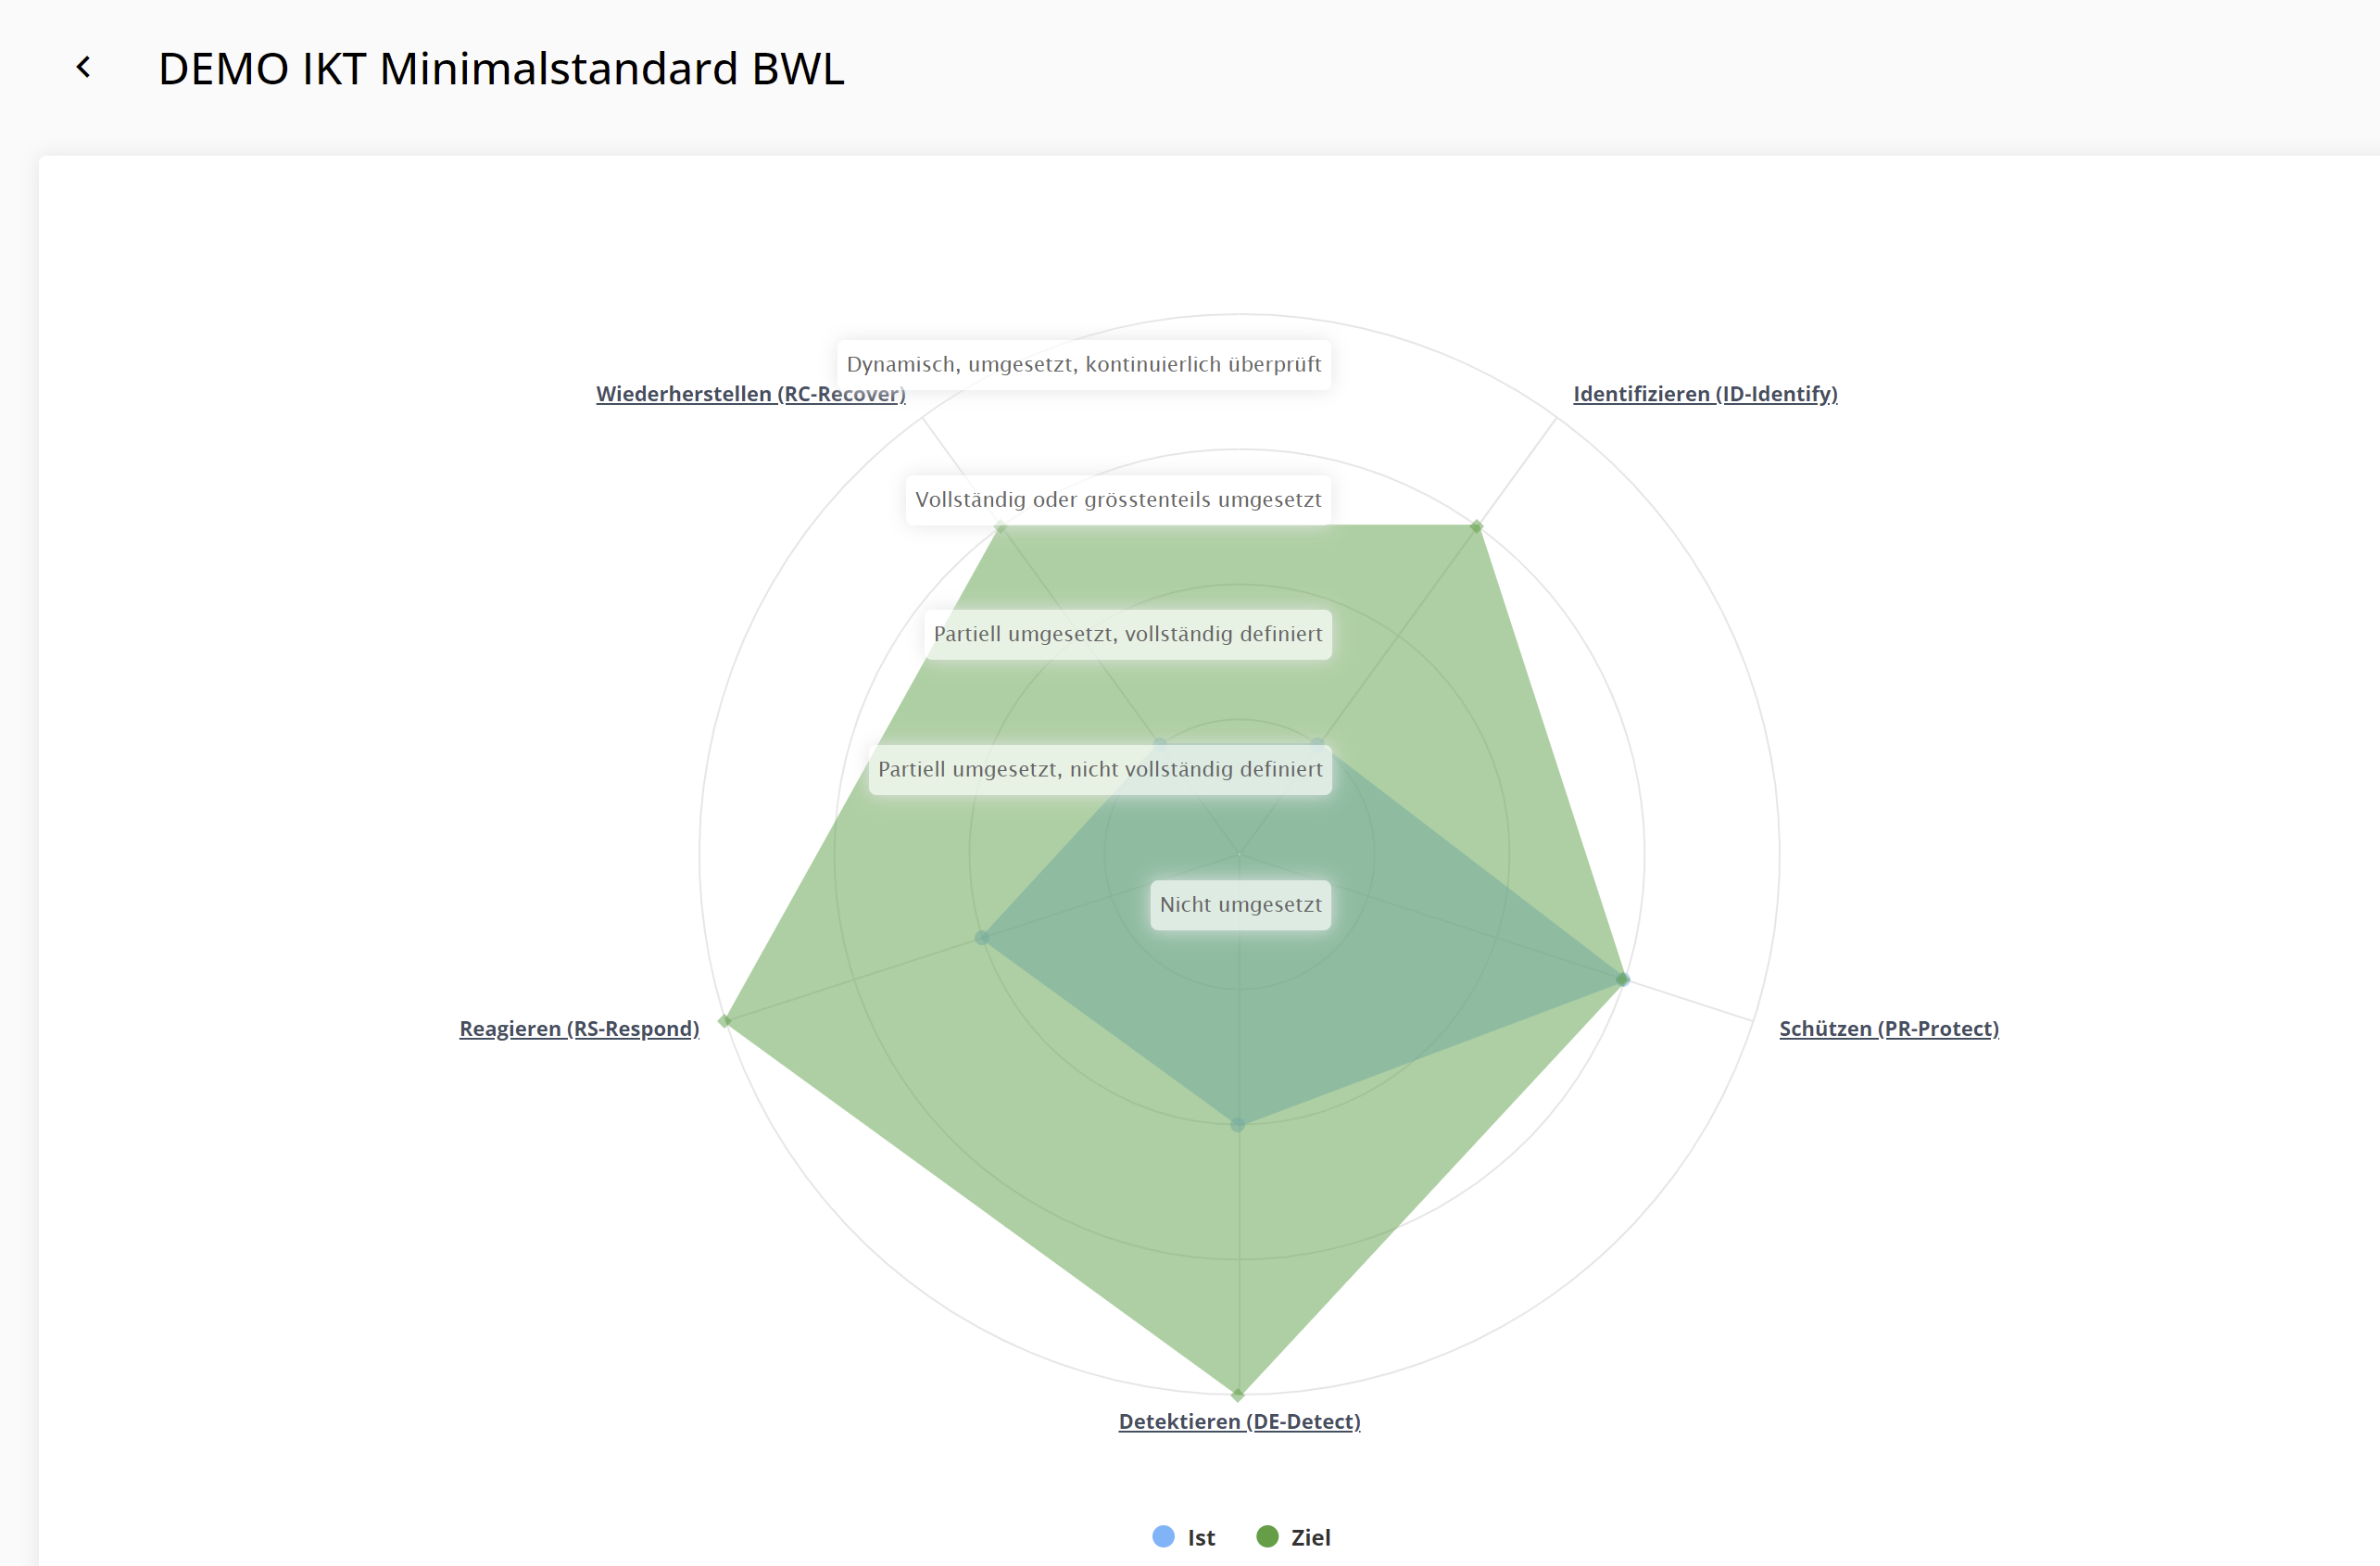 DEMO IKT Minimalstandard BWL
Dynamisch, umgesetzt, kontinuierlich überprüft
Wiederherstellen (RC-Recover)
Identifizieren (ID-Identify)
Vollständig oder grösstenteils umgesetzt
Partiell umgesetzt, vollständig definiert
Partiell umgesetzt, nicht vollständig definiert
Nicht umgesetzt
Reagieren (RS-Respond)
Schützen (PR-Protect)
Detektieren (DE-Detect)
Ist
Ziel